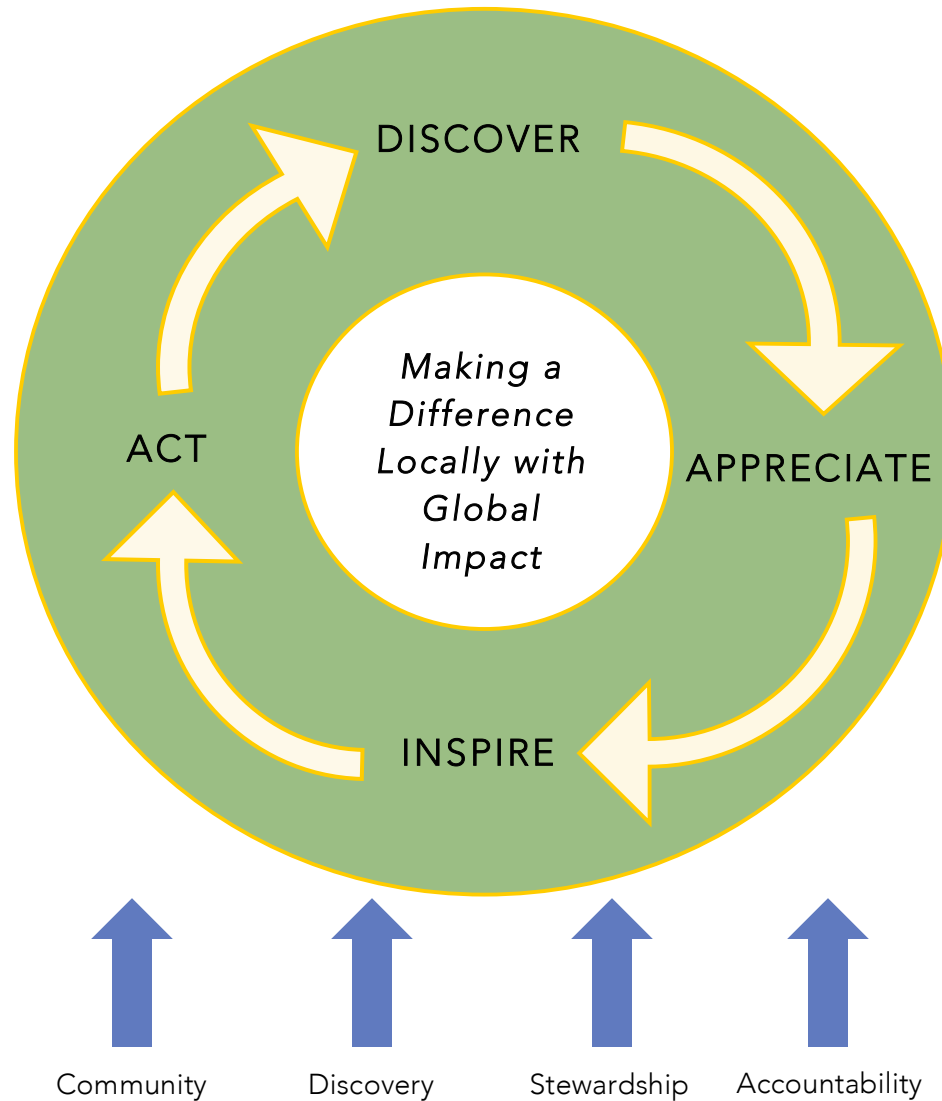 DISCOVER
Making a
Difference
Locally with
Global
Impact
ACT
APPRECIATE
INSPIRE
Community
Discovery
Stewardship
Accountability